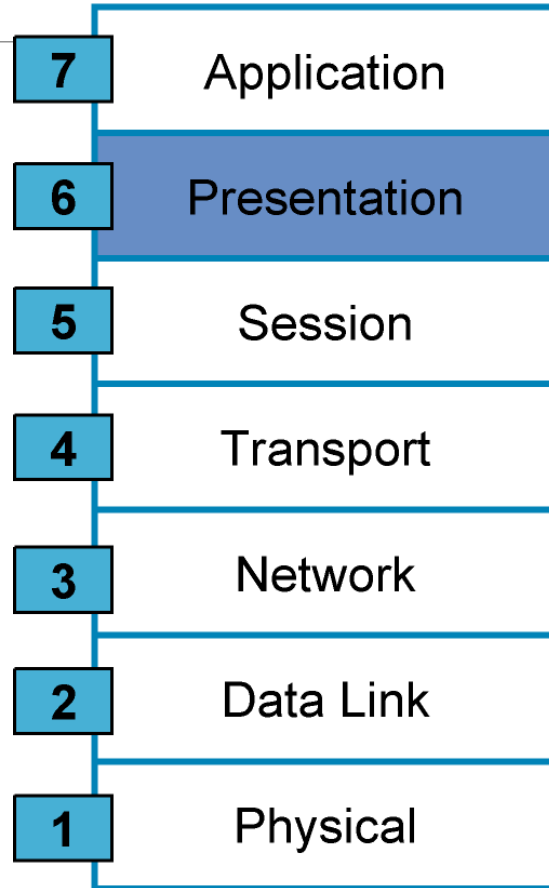 7 Application
6 Presentation
5 Session
4 Transport
3 Network
2 Data Link
1 Physical